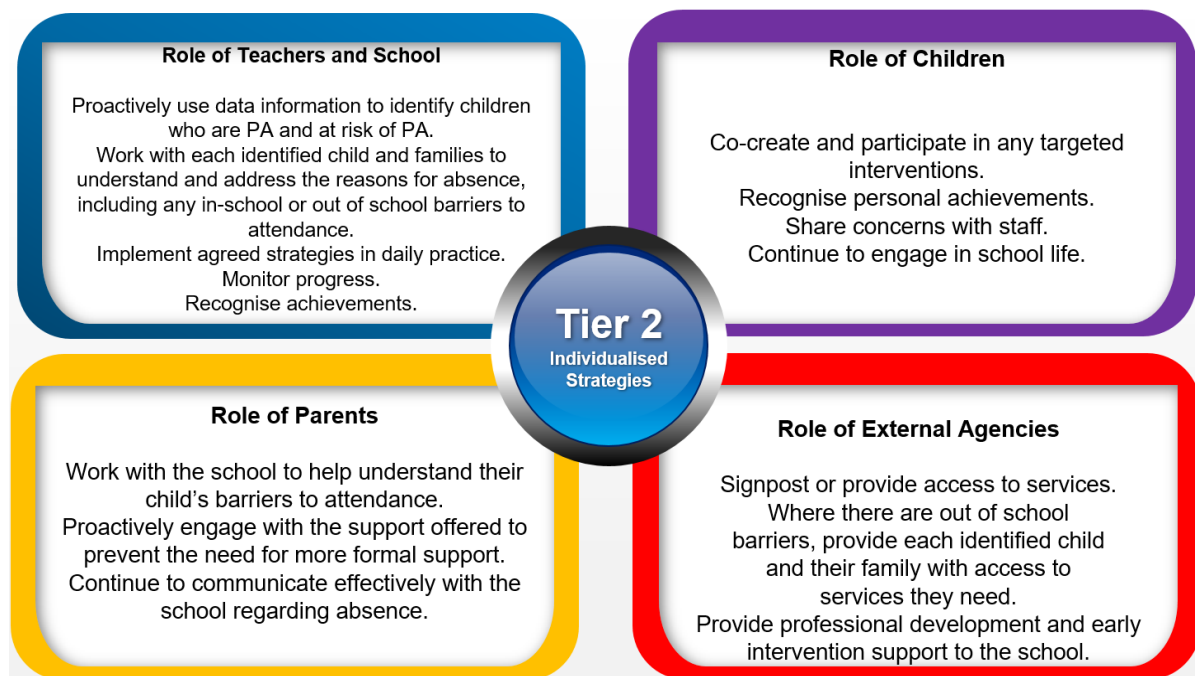 Role of Teachers and School
Proactively use data information to identify children
who are PA and at risk of PA.
Work with each identified child and families to
understand and address the reasons for absence,
including any in-school or out of school barriers to
attendance.
Implement agreed strategies in daily practice.
Monitor progress.
Recognise achievements.
Role of Children
Co-create and participate in any targeted
interventions.
Recognise personal achievements.
Share concerns with staff.
Continue to engage in school life.
Tier 2
Individualised
Strategies
Role of Parents
Work with the school to help understand their
child’s barriers to attendance.
Proactively engage with the support offered to
prevent the need for more formal support.
Continue to communicate effectively with the
school regarding absence.
Role of External Agencies
Signpost or provide access to services.
Where there are out of school
barriers, provide each identified child
and their family with access to
services they need.
Provide professional development and early
intervention support to the school.